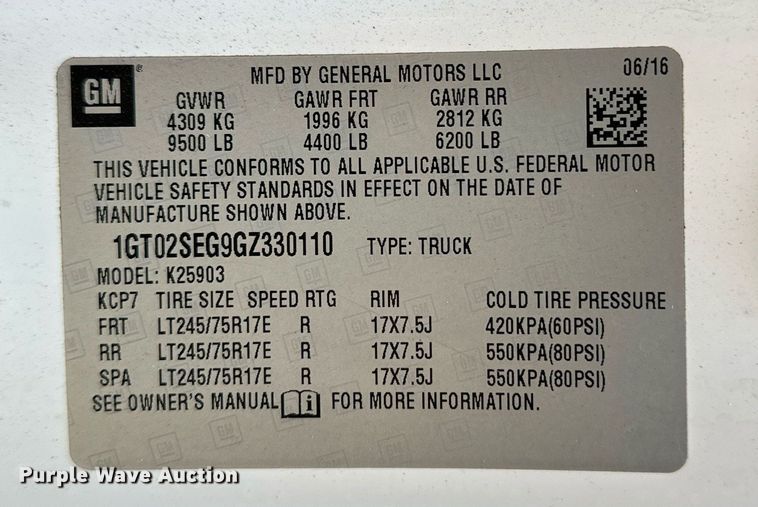 GM®
MFD BY GENERAL MOTORS LLC 06/16
GVWR GAWR FRT GAWR RR
4309 KG 1996 KG 2812 KG
9500 LB 4400 LB 6200 LB
THIS VEHICLE CONFORMS TO ALL APPLICABLE U.S. FEDERAL MOTOR
VEHICLE SAFETY STANDARDS IN EFFECT ON THE DATE OF
MANUFACTURE SHOWN ABOVE.
1GT02SEG9GZ330110 TYPE: TRUCK
MODEL: K25903
KCP7 TIRE SIZE SPEED RTG RIM COLD TIRE PRESSURE
FRT LT245/75R17E R 17X7.5J 420KPA(60PSI)
RR LT245/75R17E R 17X7.5J 550KPA(80PSI)
SPA LT245/75R17E R 17X7.5J 550KPA(80PSI)
SEE OWNER'S MANUAL i FOR MORE INFORMATION.
Purple Wave Auction